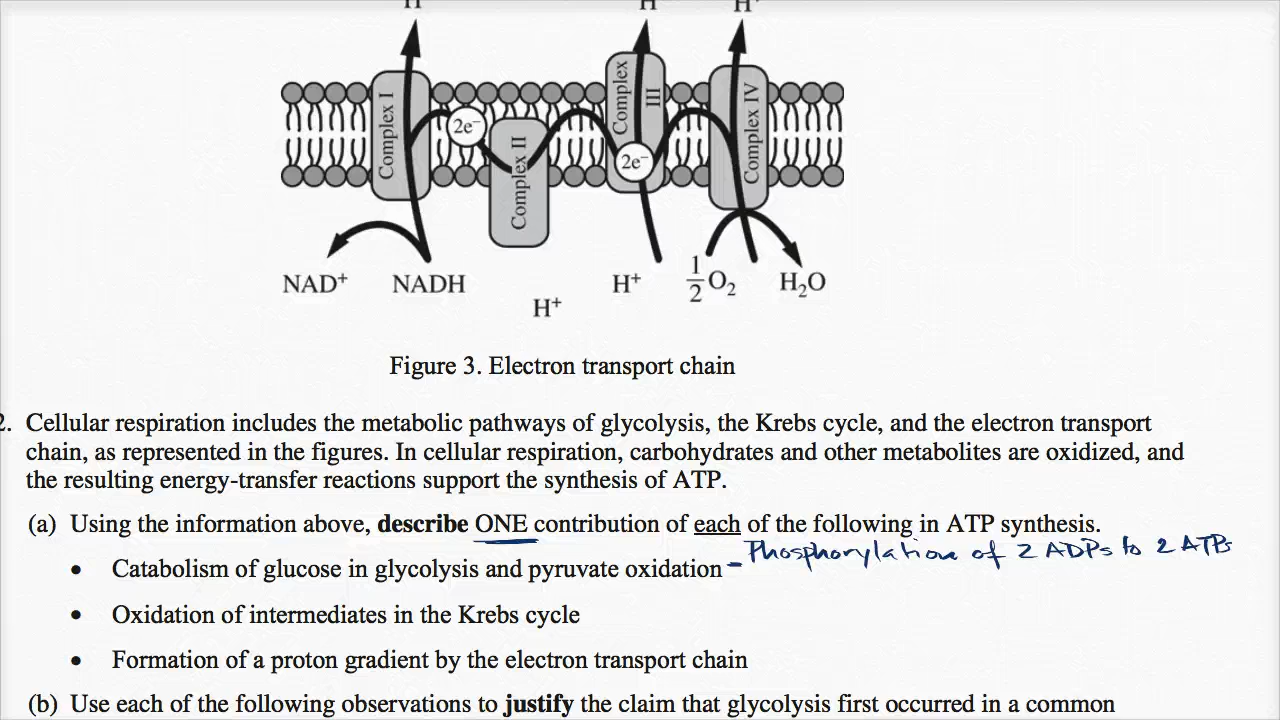 H H H⁺
Complex I
2e⁻
Complex II
Complex III
2e⁻
Complex IV
NAD⁺ NADH H⁺ 1/2 O₂ H₂O
H⁺
Figure 3. Electron transport chain
2. Cellular respiration includes the metabolic pathways of glycolysis, the Krebs cycle, and the electron transport
chain, as represented in the figures. In cellular respiration, carbohydrates and other metabolites are oxidized, and
the resulting energy-transfer reactions support the synthesis of ATP.
(a) Using the information above, describe ONE contribution of each of the following in ATP synthesis.
- Phosphorylation of 2 ADPs to 2 ATPs
• Catabolism of glucose in glycolysis and pyruvate oxidation
• Oxidation of intermediates in the Krebs cycle
• Formation of a proton gradient by the electron transport chain
(b) Use each of the following observations to justify the claim that glycolysis first occurred in a common